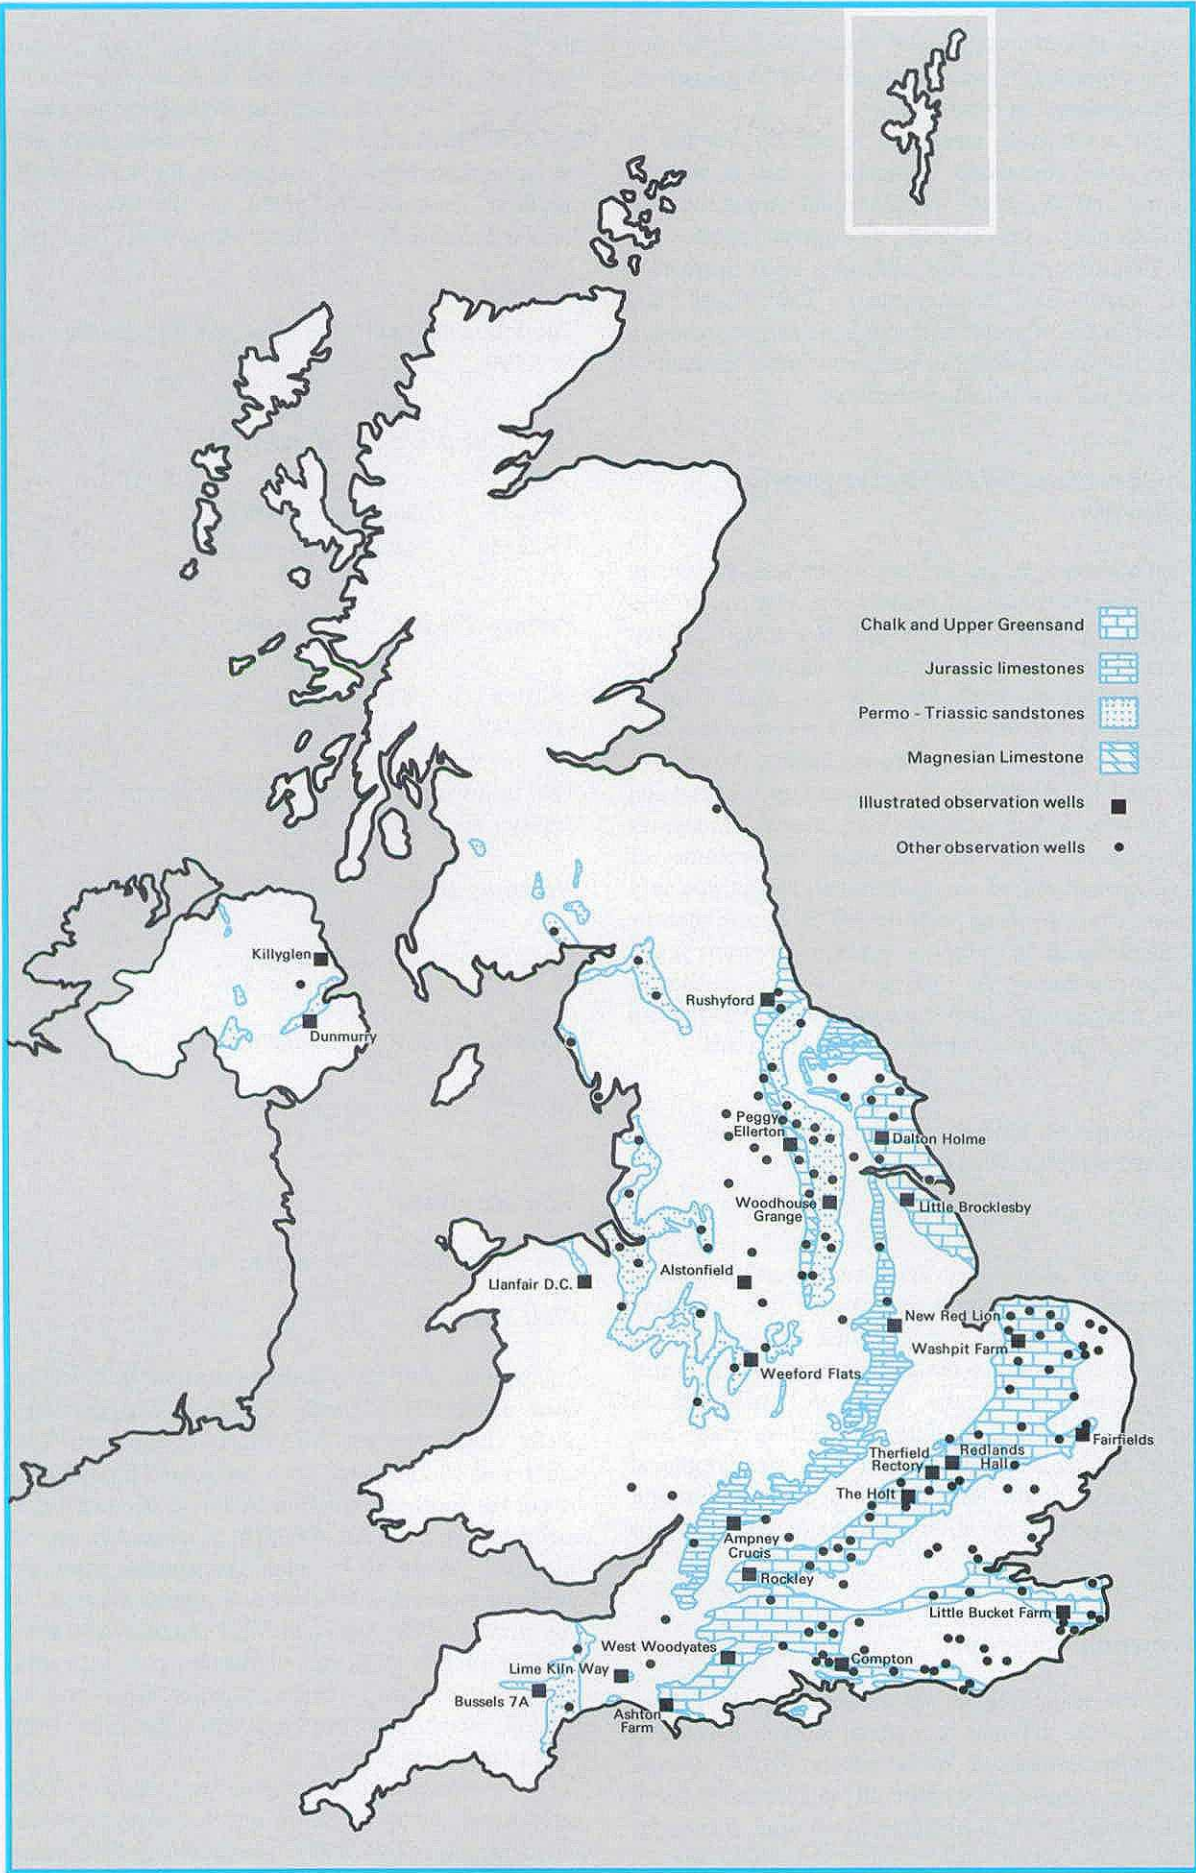 Chalk and Upper Greensand
Jurassic limestones
Permo - Triassic sandstones
Magnesian Limestone
Illustrated observation wells
Other observation wells
Killyglen
Dunmurry
Rushyford
Peggy
Ellerton
Dalton Holme
Woodhouse
Grange
Little Brocklesby
Llanfair D.C.
Alstonfield
New Red Lion
Washpit Farm
Weeford Flats
Fairfields
Therfield
Rectory
Redlands
Hall
The Holt
Ampney
Crucis
Rockley
Little Bucket Farm
West Woodyates
Compton
Lime Kiln Way
Bussels 7A
Ashton
Farm